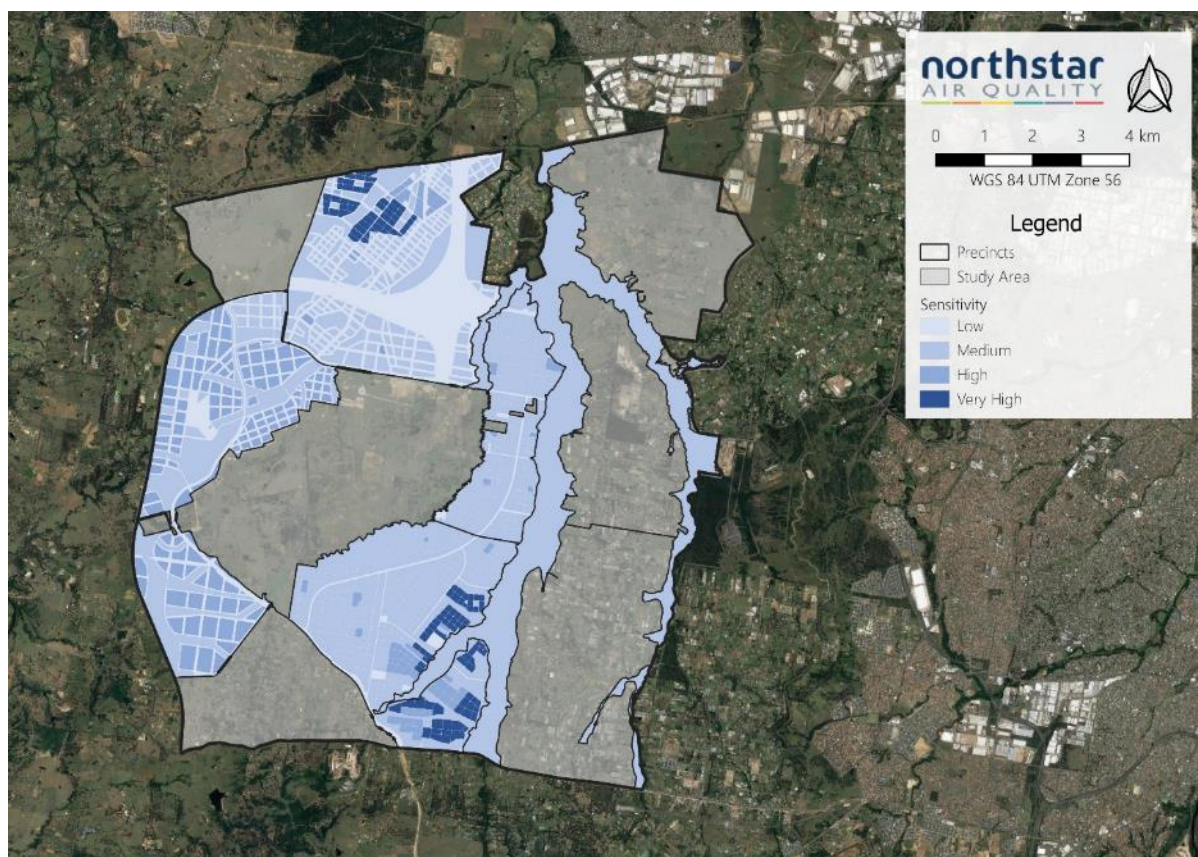 northstar
AIR QUALITY
N
0 1 2 3 4 km
WGS 84 UTM Zone 56
Legend
Precincts
Study Area
Sensitivity
Low
Medium
High
Very High